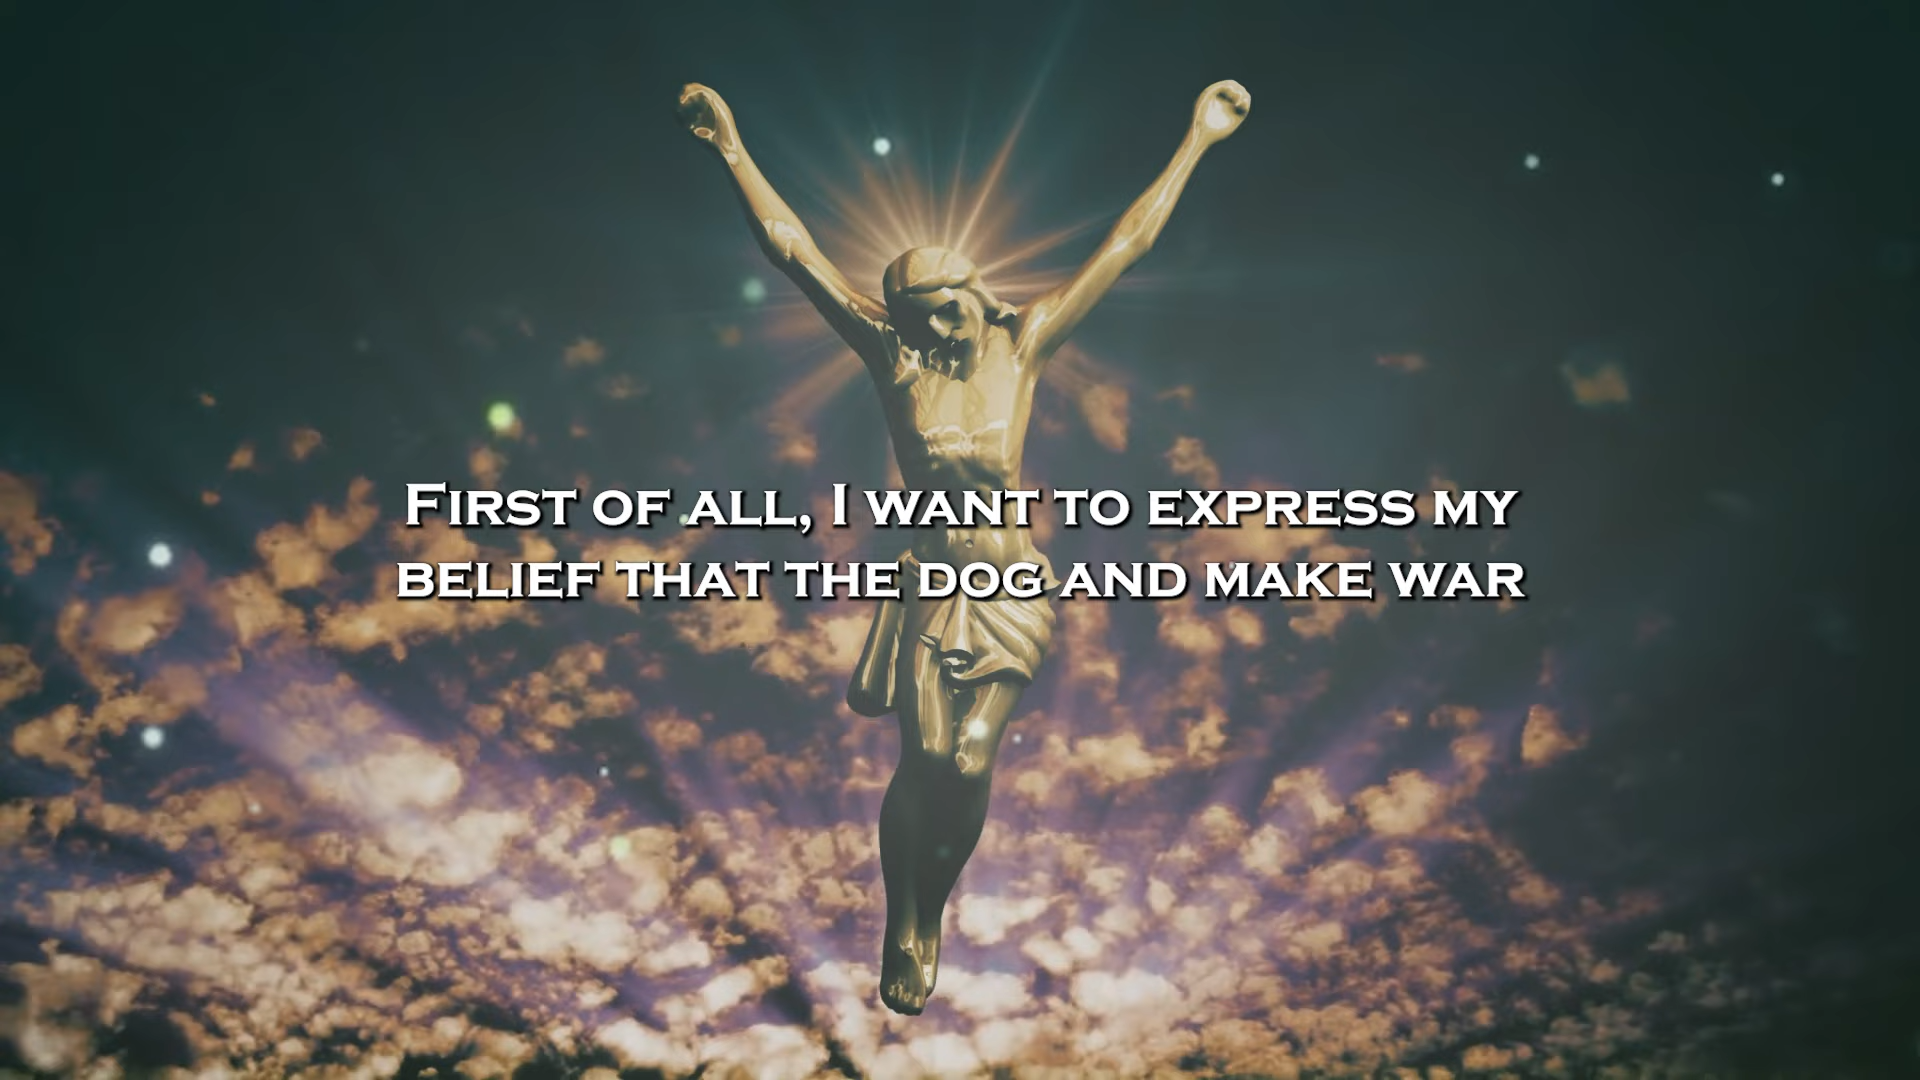 First of all, I want to express my
belief that the dog and make war